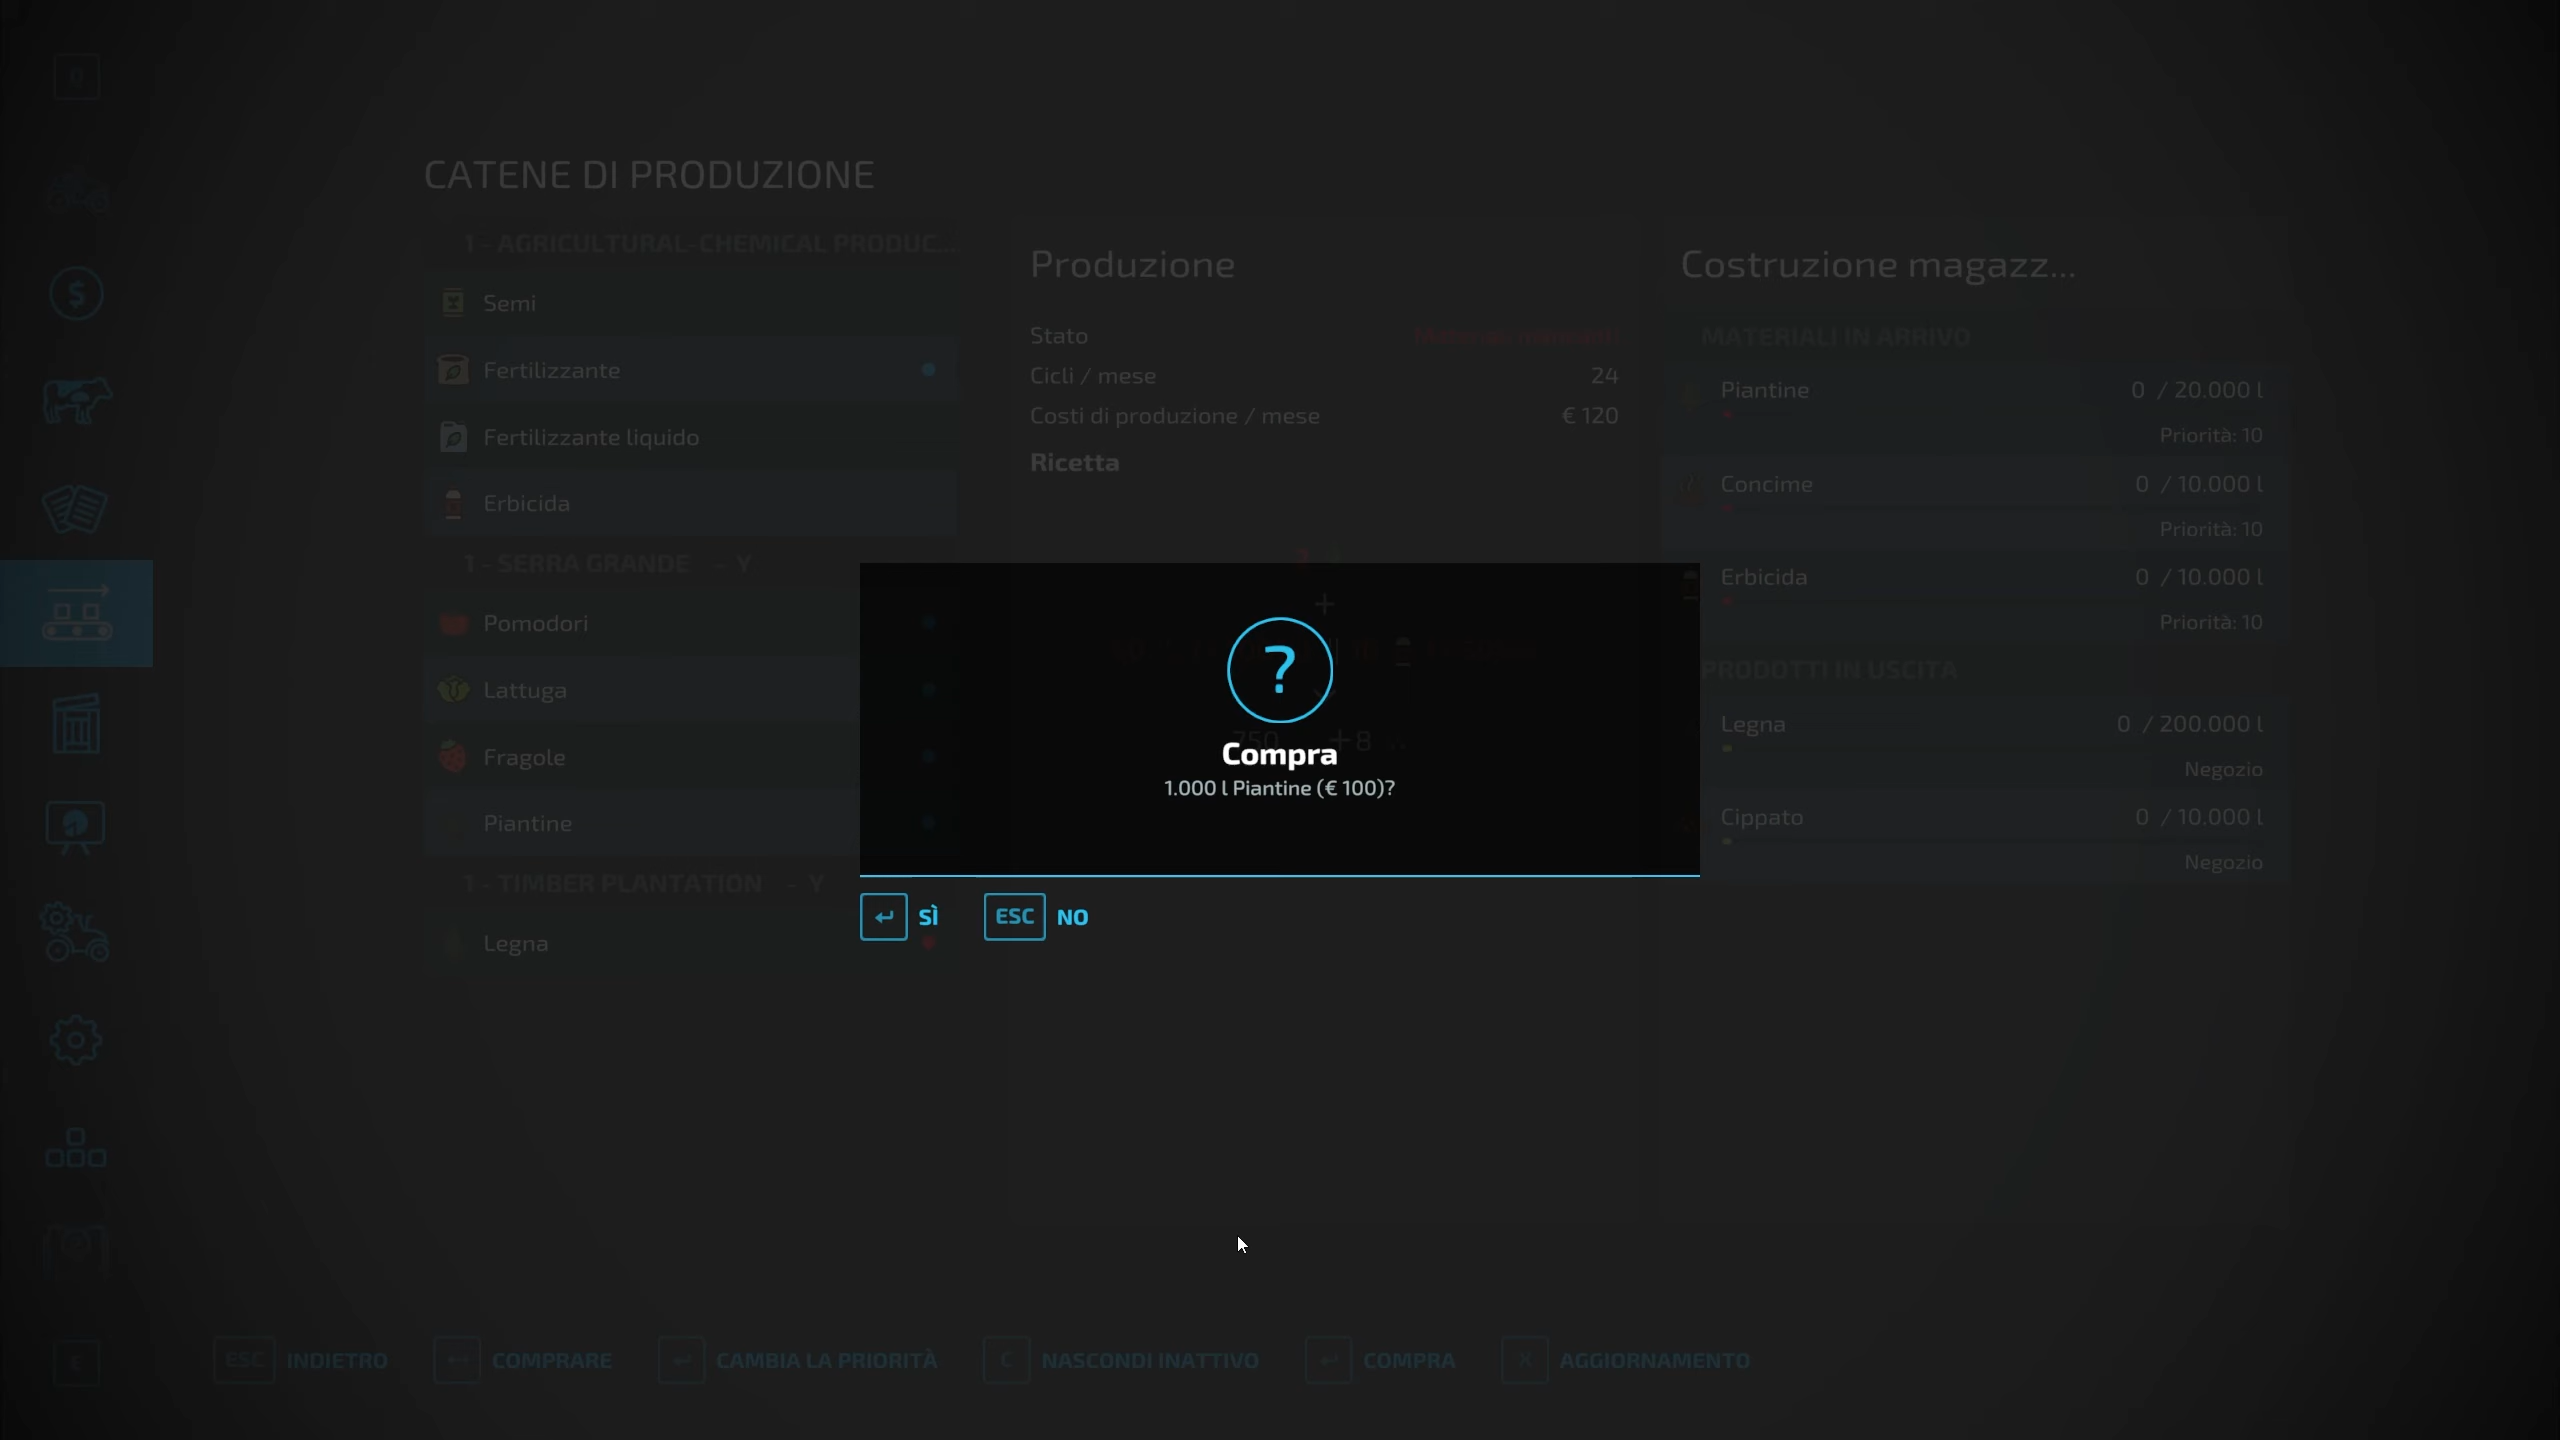 Q
CATENE DI PRODUZIONE
1 - AGRICULTURAL-CHEMICAL PRODUC...
Semi
Fertilizzante
Fertilizzante liquido
Erbicida
1 - SERRA GRANDE - Y
Pomodori
Lattuga
Fragole
Piantine
1 - TIMBER PLANTATION - Y
Legna
Produzione
Stato Materiali mancanti
Cicli / mese 24
Costi di produzione / mese € 120
Ricetta
+
750 + 8
?
Compra
1.000 l Piantine (€ 100)?
SÌ
ESC NO
Costruzione magazz...
MATERIALI IN ARRIVO
Piantine 0 / 20.000 l
Priorità: 10
Concime 0 / 10.000 l
Priorità: 10
Erbicida 0 / 10.000 l
Priorità: 10
PRODOTTI IN USCITA
Legna 0 / 200.000 l
Negozio
Cippato 0 / 10.000 l
Negozio
E
ESC INDIETRO COMPRARE CAMBIA LA PRIORITÀ C NASCONDI INATTIVO COMPRA X AGGIORNAMENTO